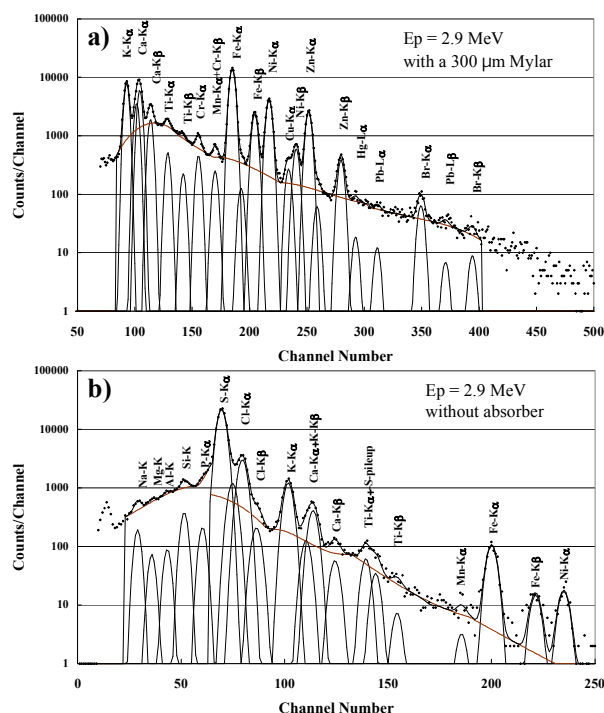 a)
Ep = 2.9 MeV
with a 300 µm Mylar
K-Kα
Ca-Kα
Ca-Kβ
Ti-Kα
Ti-Kβ
Cr-Kα
Mn-Kα+Cr-Kβ
Fe-Kα
Fe-Kβ
Ni-Kα
Cu-Kα
Ni-Kβ
Zn-Kα
Zn-Kβ
Hg-Lα
Pb-Lα
Br-Kα
Pb-Lβ
Br-Kβ
Counts/Channel
100000
10000
1000
100
10
1
50 100 150 200 250 300 350 400 450 500
Channel Number
b)
Ep = 2.9 MeV
without absorber
Na-K
Mg-K
Al-K
Si-K
P-Kα
S-Kα
Cl-Kα
Cl-Kβ
K-Kα
Ca-Kα+K-Kβ
Ca-Kβ
Ti-Kα+S-pileup
Ti-Kβ
Mn-Kα
Fe-Kα
Fe-Kβ
Ni-Kα
Counts/Channel
100000
10000
1000
100
10
1
0 50 100 150 200 250
Channel Number